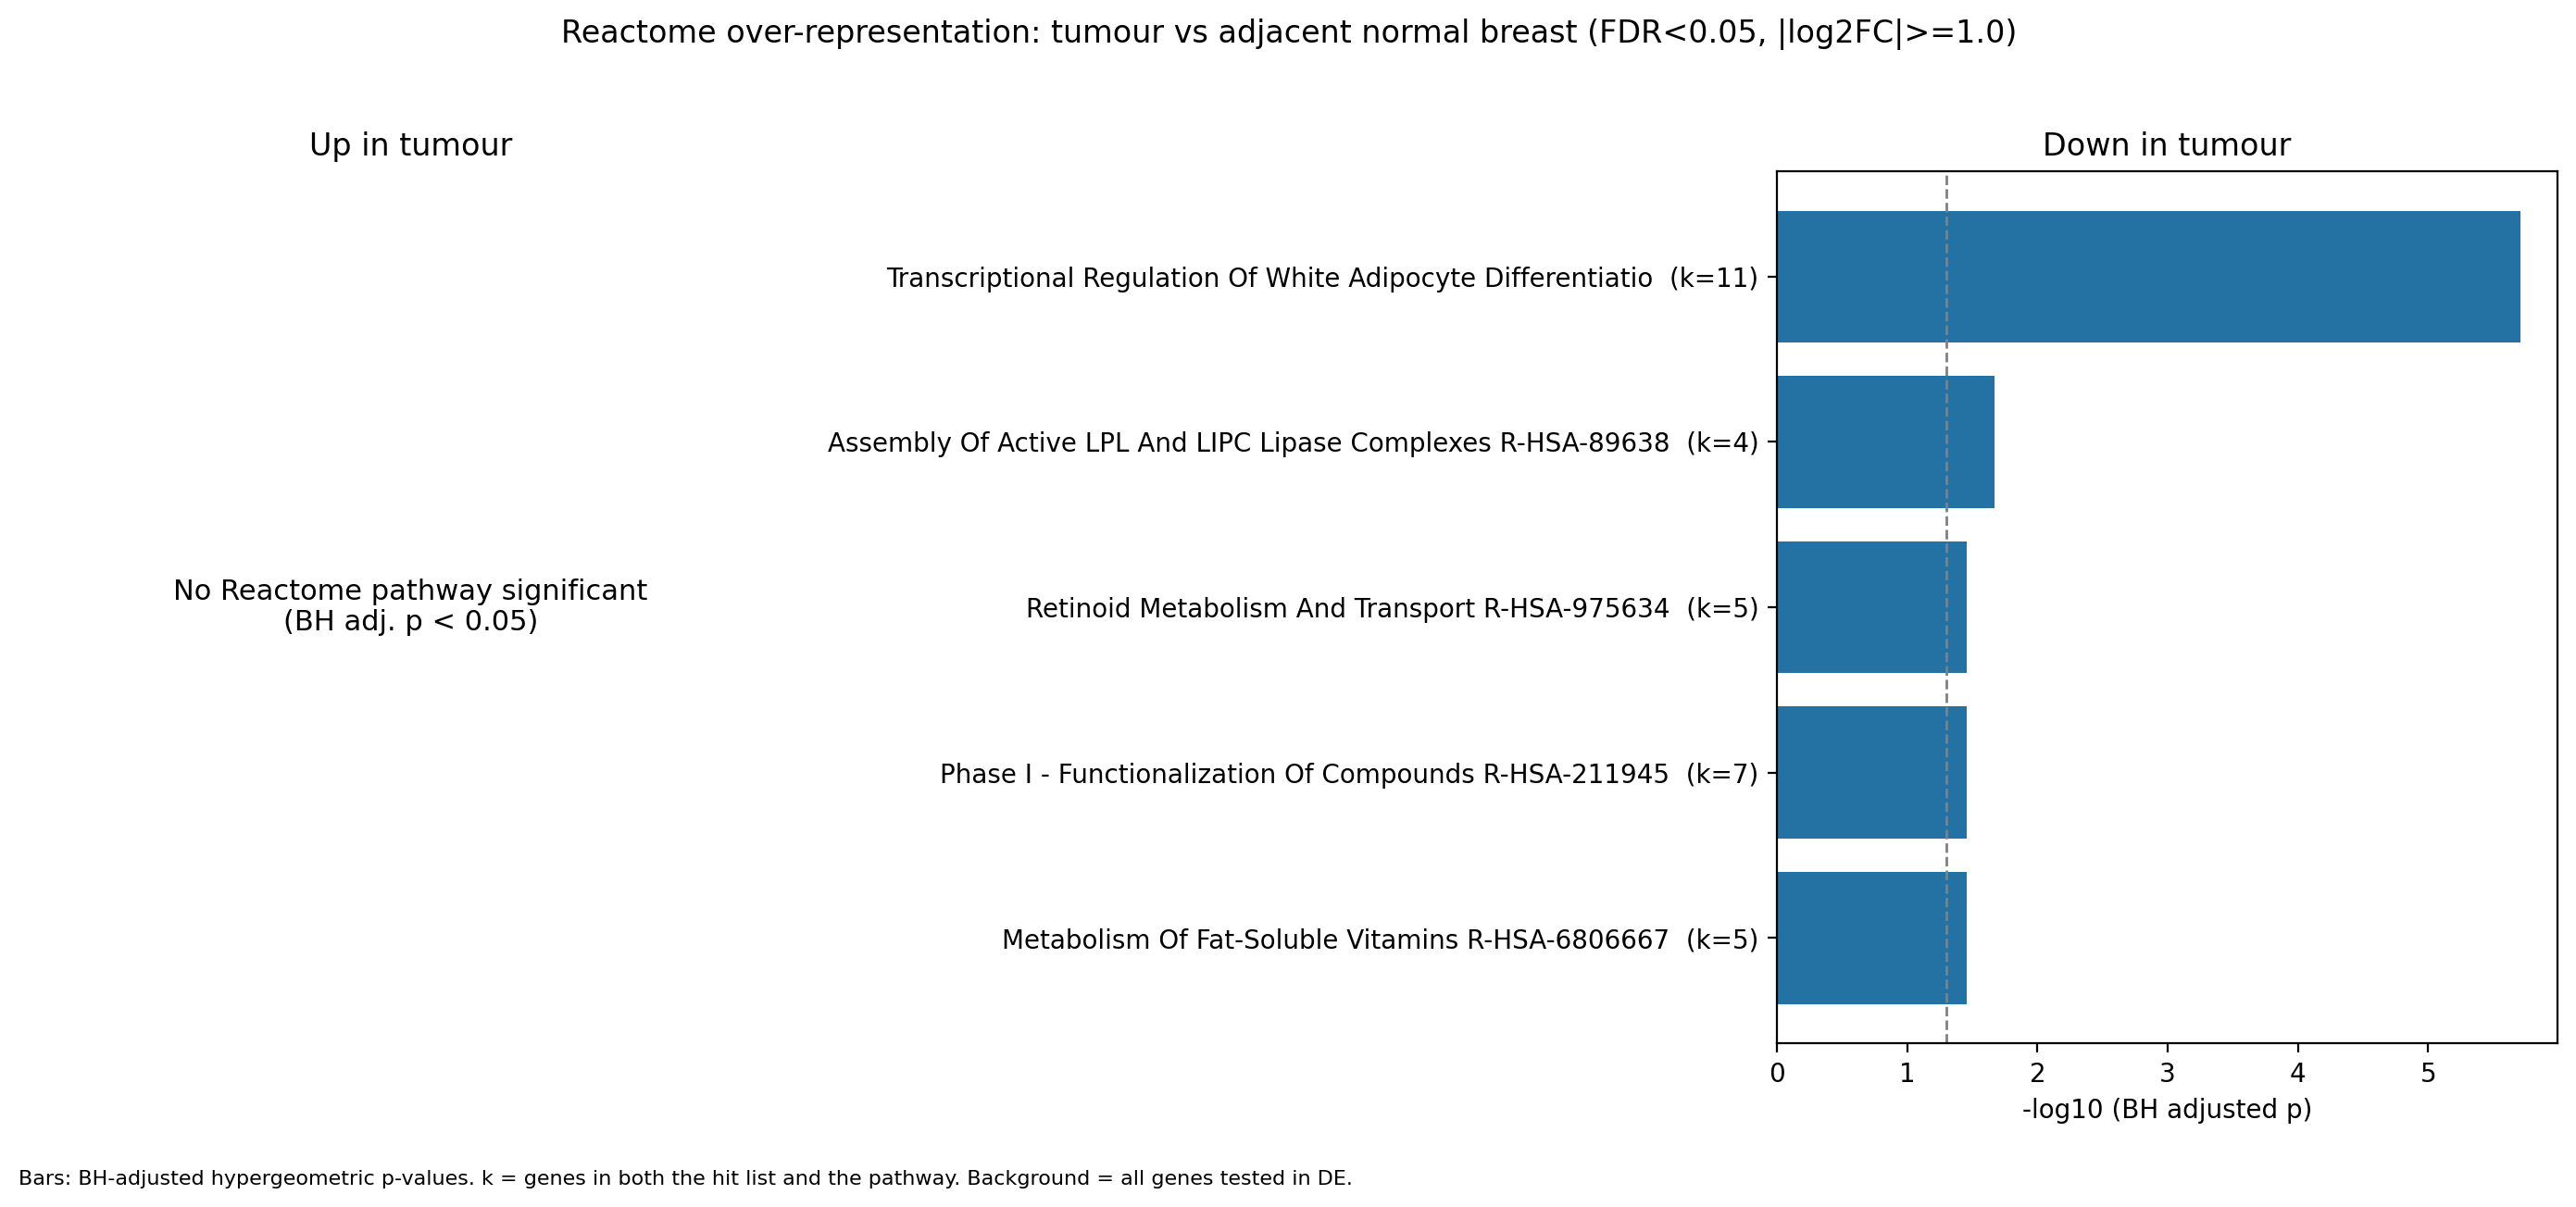 Reactome over-representation: tumour vs adjacent normal breast (FDR<0.05, |log2FC|>=1.0)
Up in tumour
No Reactome pathway significant
(BH adj. p < 0.05)
Down in tumour
Transcriptional Regulation Of White Adipocyte Differentiatio (k=11)
Assembly Of Active LPL And LIPC Lipase Complexes R-HSA-89638 (k=4)
Retinoid Metabolism And Transport R-HSA-975634 (k=5)
Phase I - Functionalization Of Compounds R-HSA-211945 (k=7)
Metabolism Of Fat-Soluble Vitamins R-HSA-6806667 (k=5)
0 1 2 3 4 5
-log10 (BH adjusted p)
Bars: BH-adjusted hypergeometric p-values. k = genes in both the hit list and the pathway. Background = all genes tested in DE.